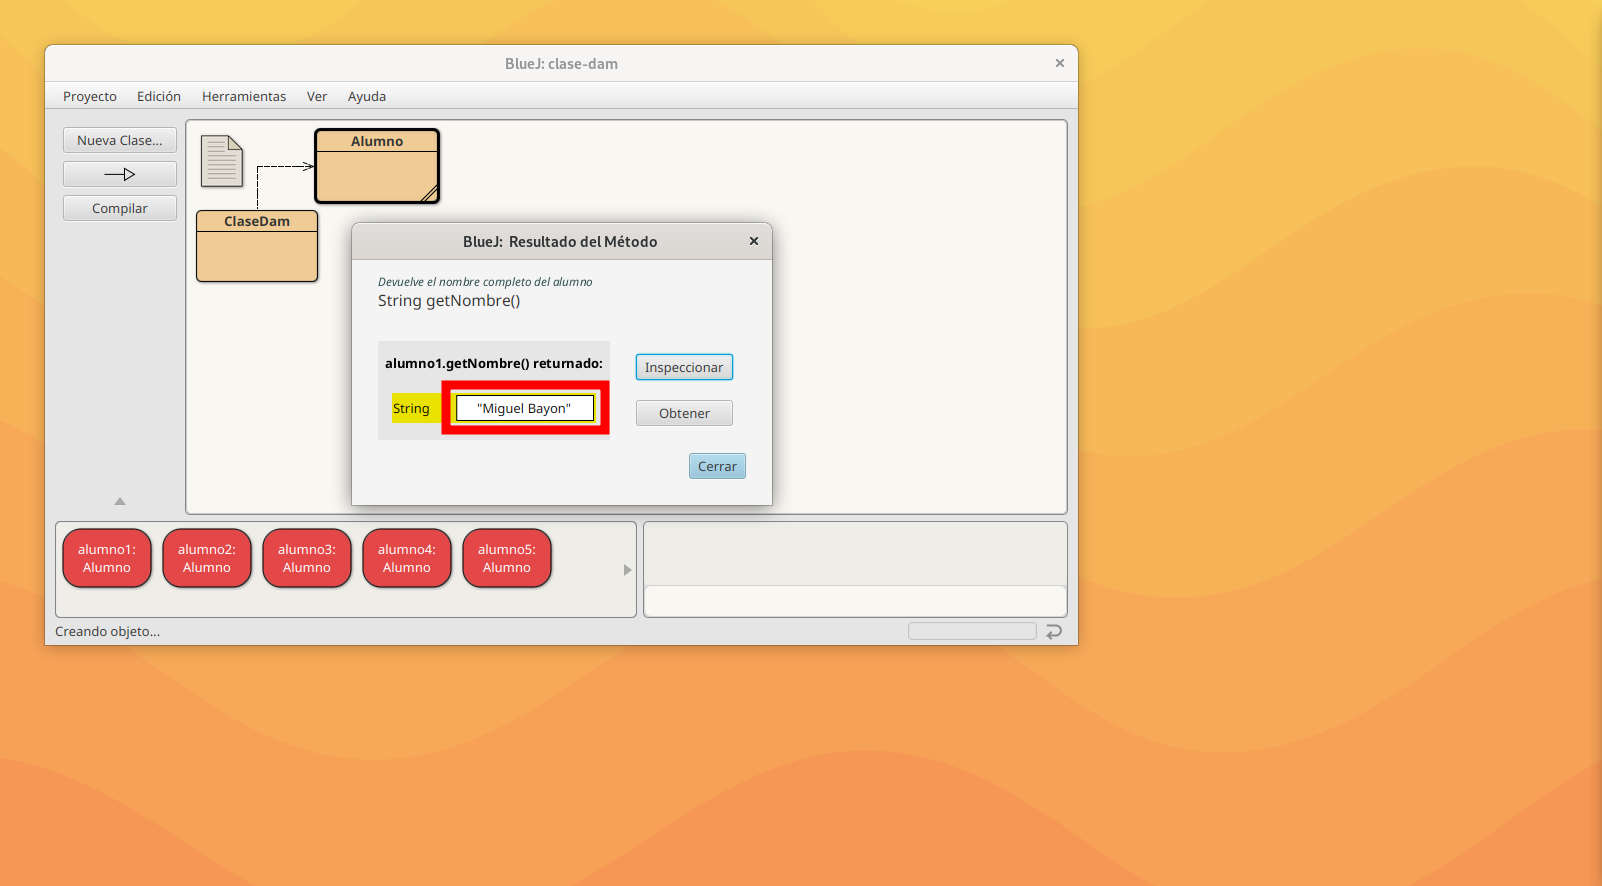 BlueJ: clase-dam
Proyecto Edición Herramientas Ver Ayuda
Nueva Clase...
Compilar
Alumno
ClaseDam
BlueJ: Resultado del Método
Devuelve el nombre completo del alumno
String getNombre()
alumno1.getNombre() returnado:
String "Miguel Bayon"
Inspeccionar
Obtener
Cerrar
alumno1:
Alumno
alumno2:
Alumno
alumno3:
Alumno
alumno4:
Alumno
alumno5:
Alumno
Creando objeto...